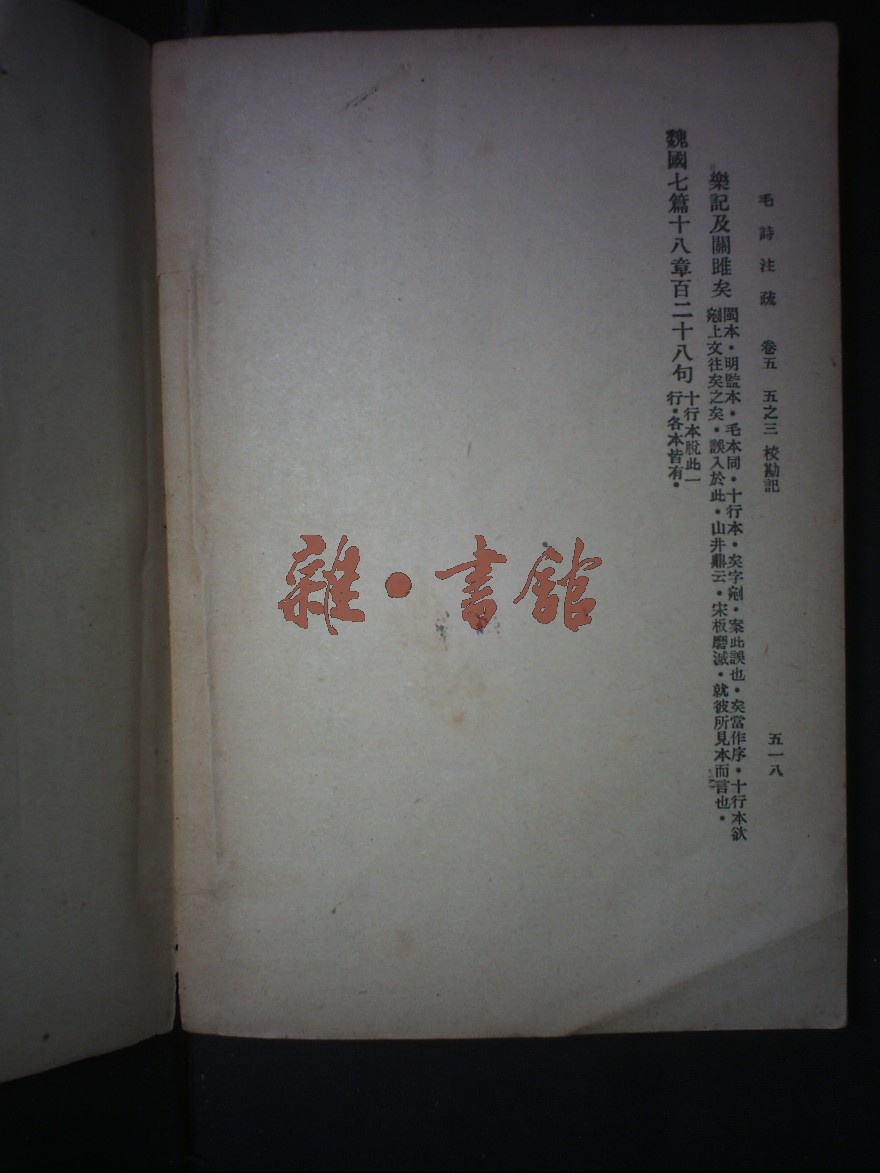 毛詩注疏 卷五 五之三 校勘記 五一八
樂記及關雎矣
閩本·明監本·毛本同·十行本·矣字剜·案此誤也·矣當作序·十行本欲
剜上文往矣之矣·誤入於此·山井鼎云·宋板磨滅·就彼所見本而言也·
魏國七篇十八章百二十八句
十行本脫此一
行·各本皆有·
雜·書館